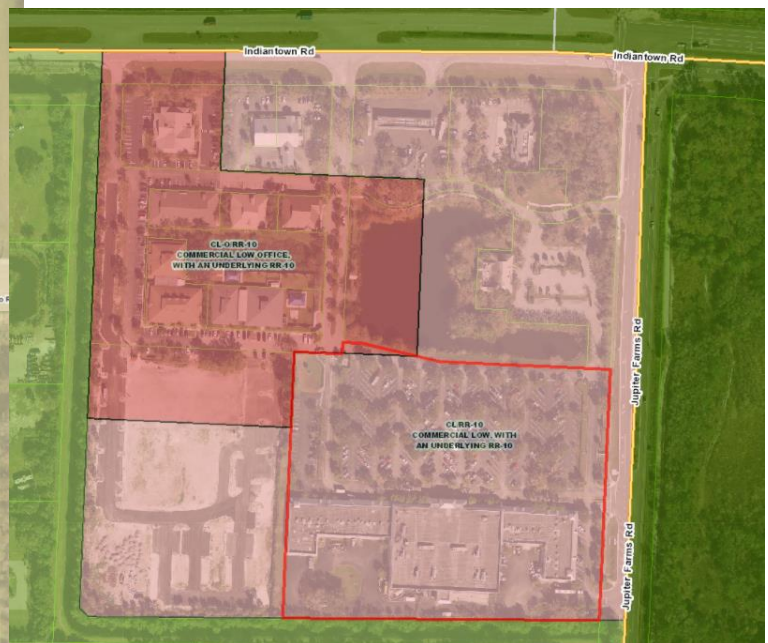 Indiantown Rd
Indiantown Rd
CL-O/RR-10
COMMERCIAL LOW OFFICE,
WITH AN UNDERLYING RR-10
Jupiter Farms Rd
CL/RR-10
COMMERCIAL LOW, WITH
AN UNDERLYING RR-10
Jupiter Farms Rd